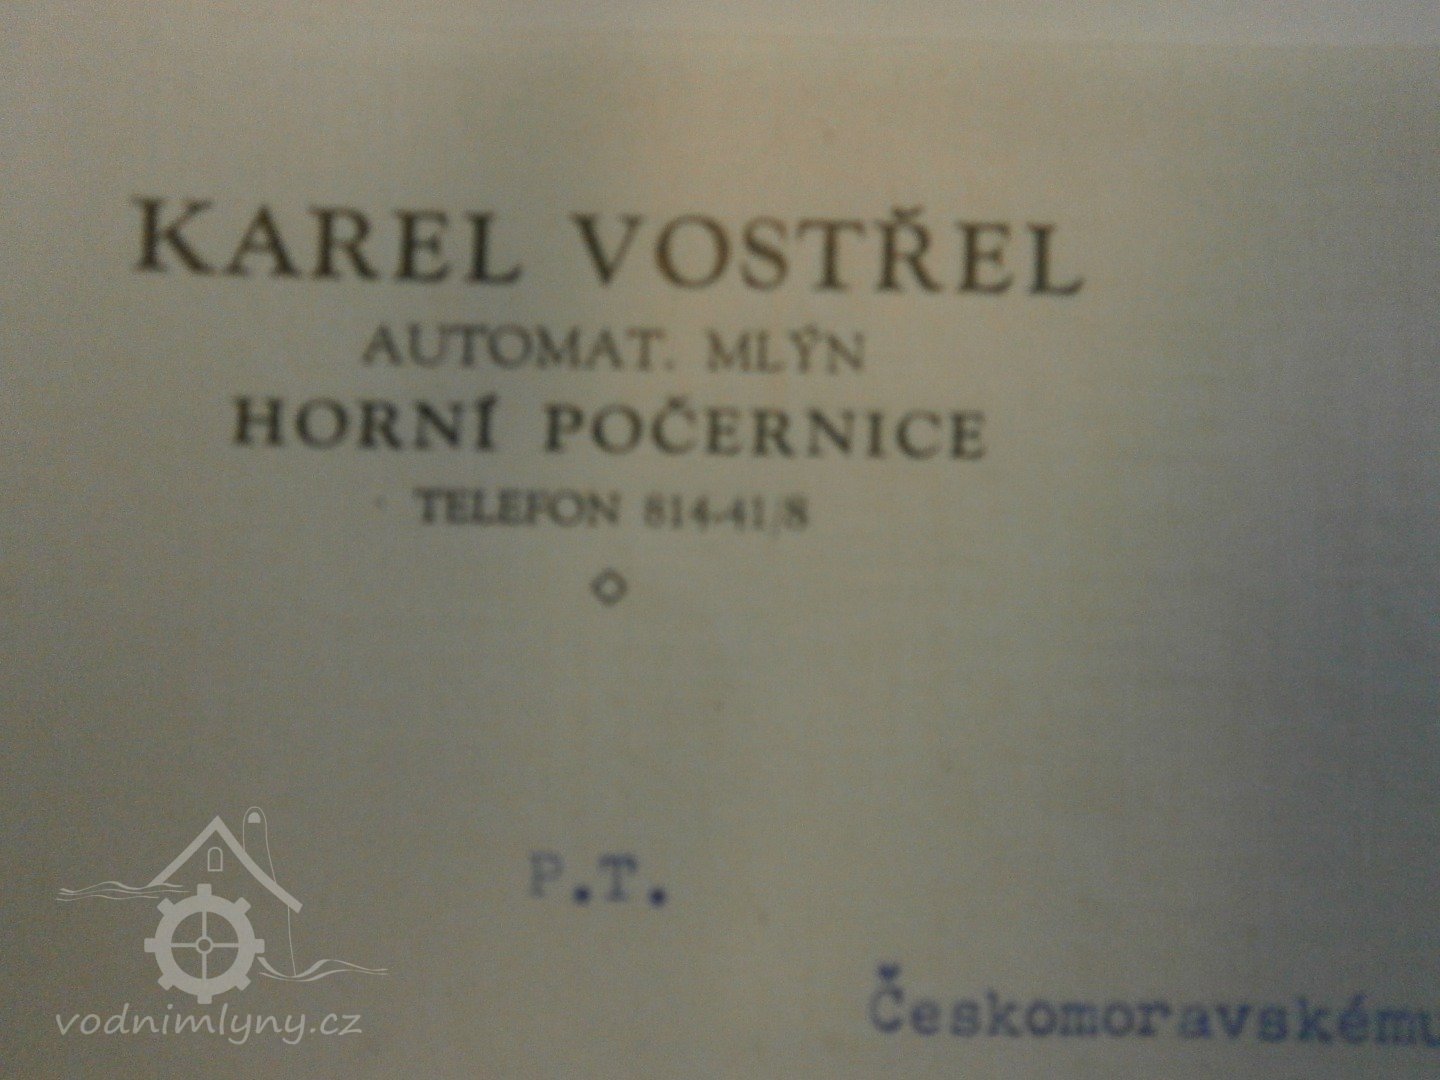 KAREL VOSTŘEL
AUTOMAT. MLÝN
HORNÍ POČERNICE
TELEFON 814-41/8
P.T.
Českomoravskému
vodnimlyny.cz